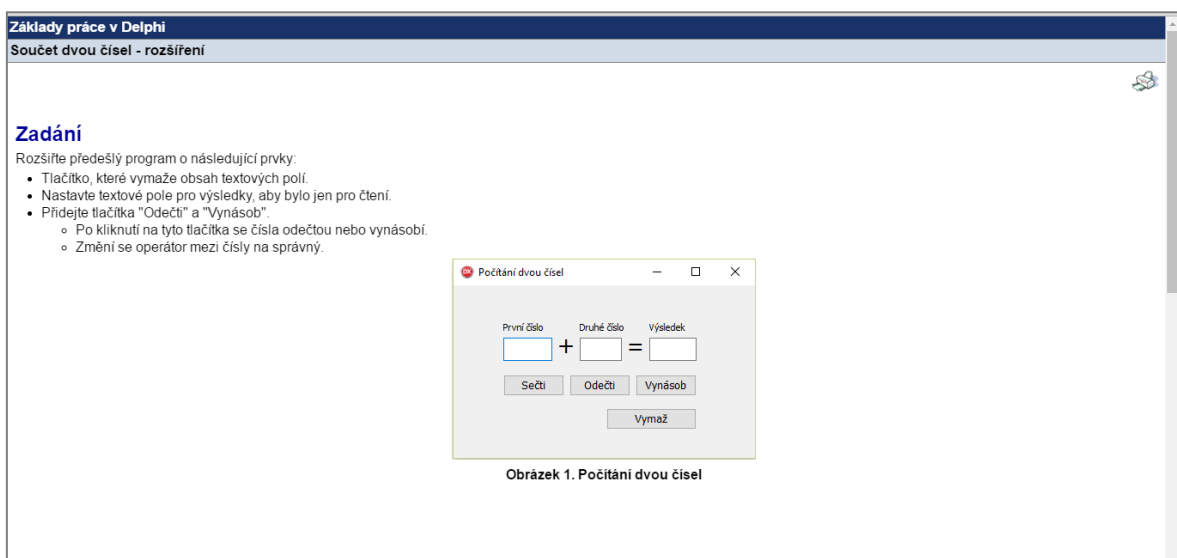 Základy práce v Delphi
Součet dvou čísel - rozšíření
Zadání
Rozšiřte předešlý program o následující prvky:
• Tlačítko, které vymaže obsah textových polí.
• Nastavte textové pole pro výsledky, aby bylo jen pro čtení.
• Přidejte tlačítka "Odečti" a "Vynásob".
◦ Po kliknutí na tyto tlačítka se čísla odečtou nebo vynásobí.
◦ Změní se operátor mezi čísly na správný.
DX Počítání dvou čísel
První číslo Druhé číslo Výsledek
+ =
Sečti Odečti Vynásob
Vymaž
Obrázek 1. Počítání dvou čísel